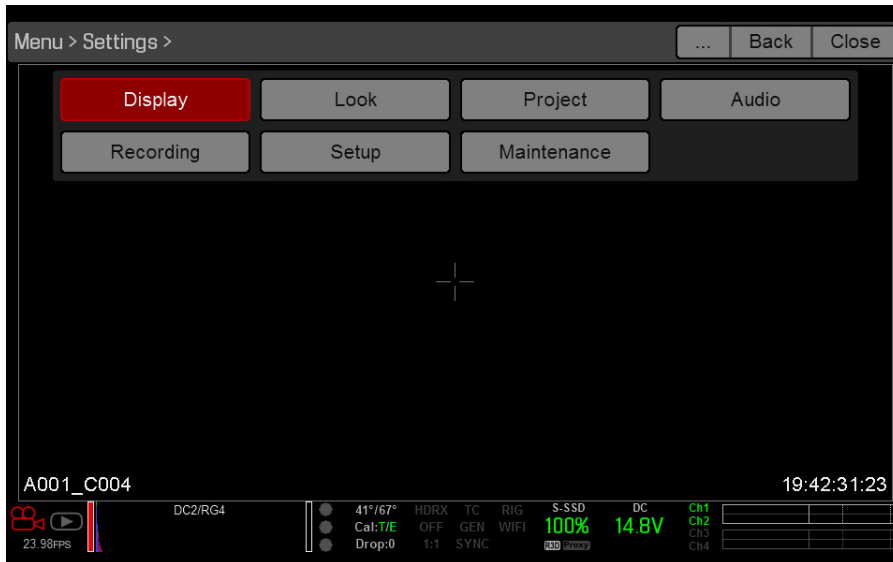 Menu > Settings > ... Back Close
Display Look Project Audio
Recording Setup Maintenance
A001_C004 19:42:31:23
DC2/RG4 41°/67° HDRX TC RIG S-SSD DC Ch1
Cal:T/E OFF GEN WIFI 100% 14.8V Ch2
23.98FPS Drop:0 1:1 SYNC R3D Proxy Ch3
Ch4